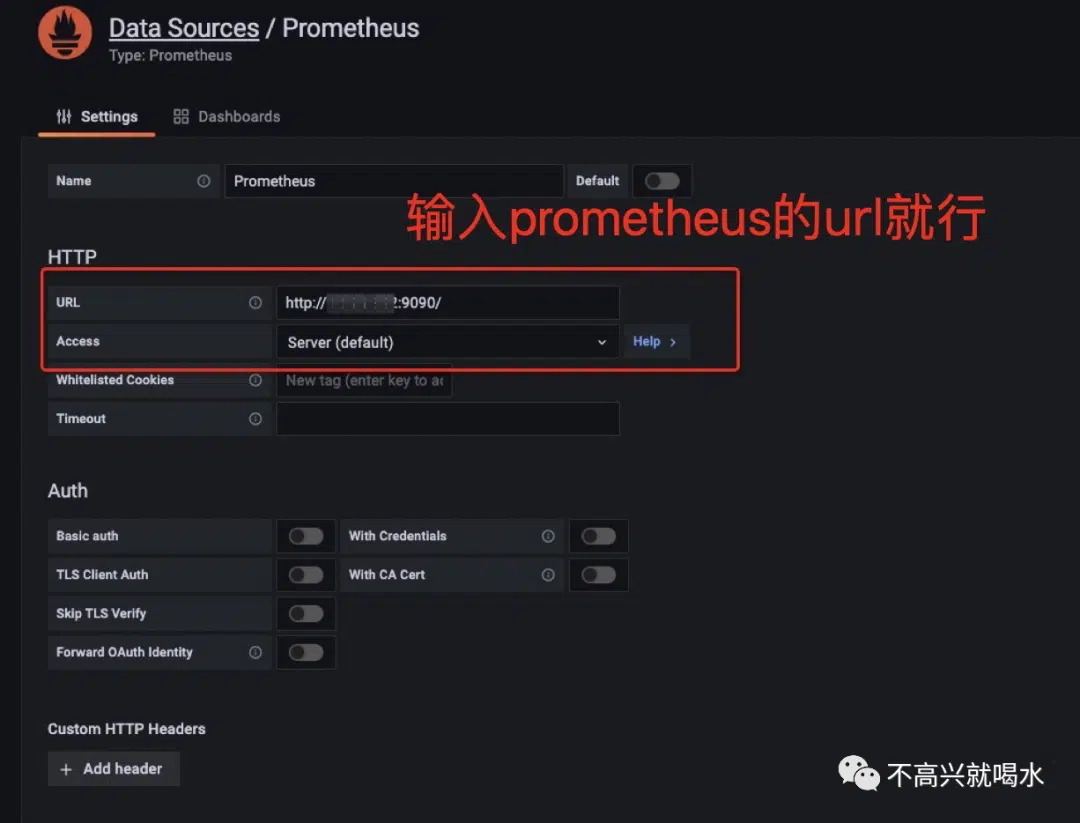 Data Sources / Prometheus
Type: Prometheus
Settings Dashboards
Name Prometheus Default
输入prometheus的url就行
HTTP
URL http:// :9090/
Access Server (default) Help
Whitelisted Cookies New tag (enter key to ac
Timeout
Auth
Basic auth With Credentials
TLS Client Auth With CA Cert
Skip TLS Verify
Forward OAuth Identity
Custom HTTP Headers
+ Add header
不高兴就喝水